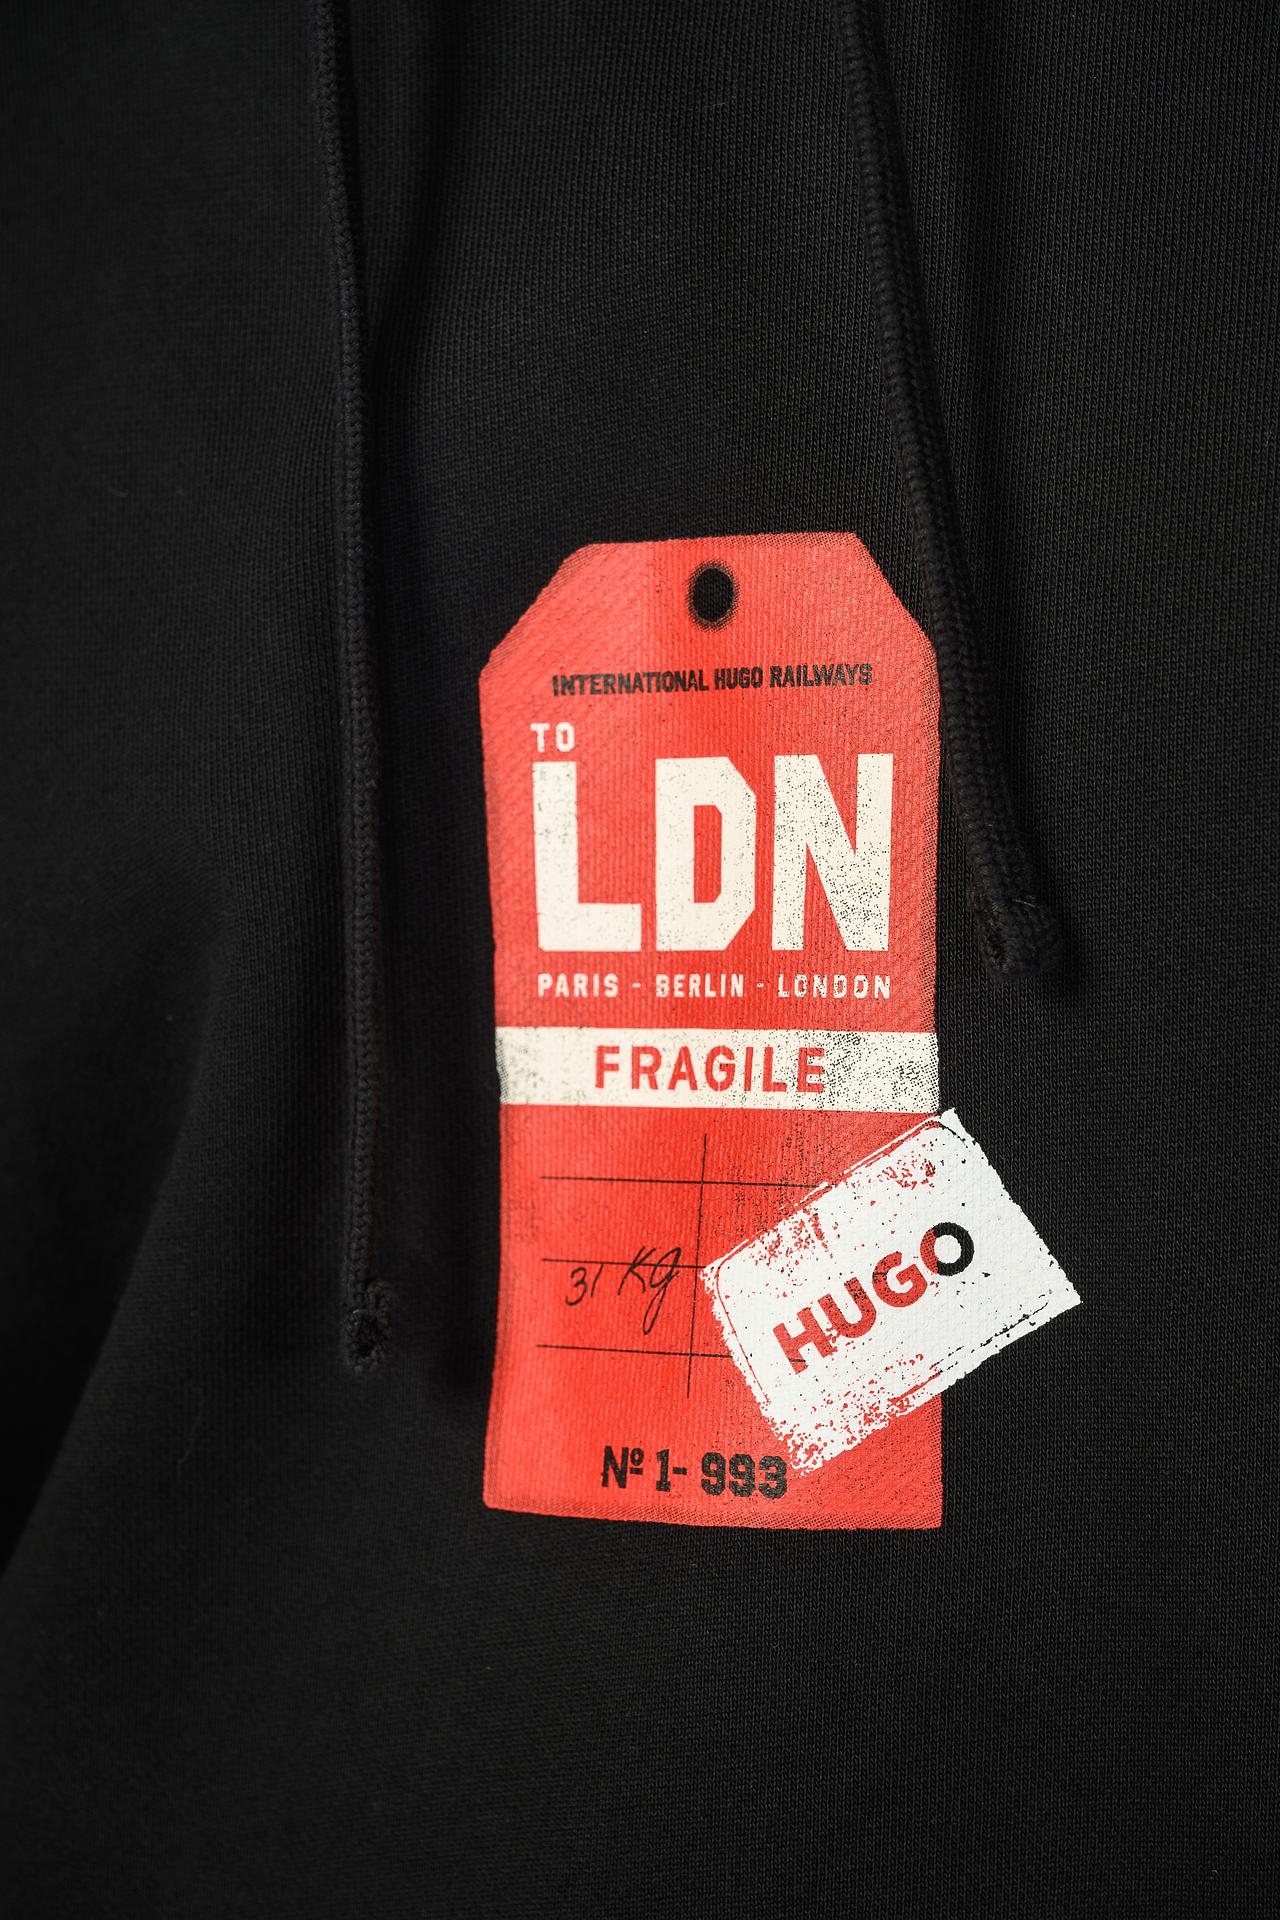 INTERNATIONAL HUGO RAILWAYS
TO
LDN
PARIS - BERLIN - LONDON
FRAGILE
31 KG
HUGO
Nº 1- 993